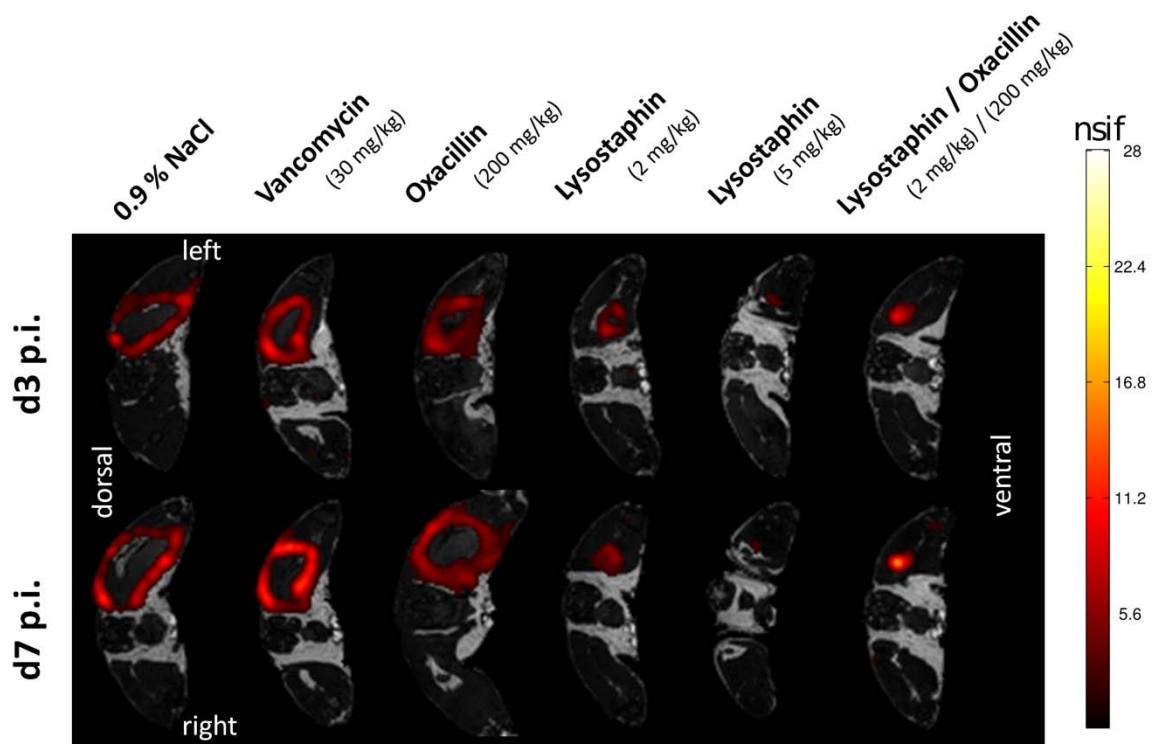 0.9 % NaCl
Vancomycin
(30 mg/kg)
Oxacillin
(200 mg/kg)
Lysostaphin
(2 mg/kg)
Lysostaphin
(5 mg/kg)
Lysostaphin / Oxacillin
(2 mg/kg) / (200 mg/kg)
nsif
28
22.4
16.8
11.2
5.6
left
d3 p.i.
dorsal
ventral
d7 p.i.
right